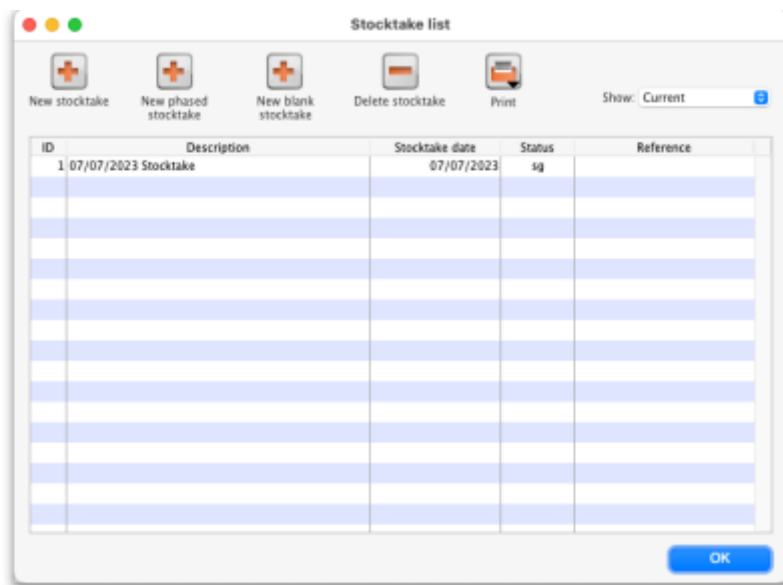 Stocktake list
New stocktake
New phased
stocktake
New blank
stocktake
Delete stocktake
Print
Show: Current
ID Description Stocktake date Status Reference
1 07/07/2023 Stocktake 07/07/2023 sg
OK